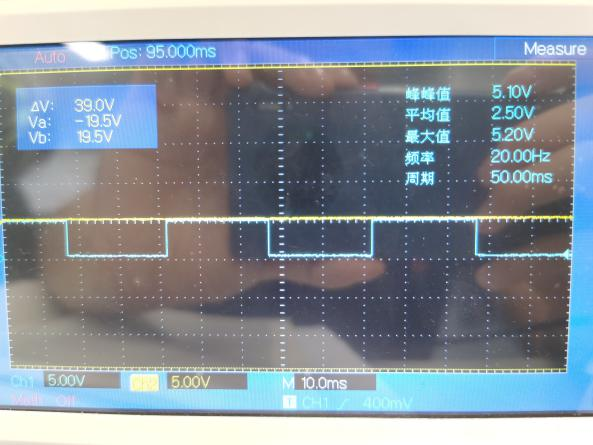 Auto Pos: 95.000ms Measure
ΔV: 39.0V
Va: -19.5V
Vb: 19.5V
峰峰值 5.10V
平均值 2.50V
最大值 5.20V
频率 20.00Hz
周期 50.00ms
Ch1 5.00V CH2 5.00V M 10.0ms
Math Off T CH1 400mV